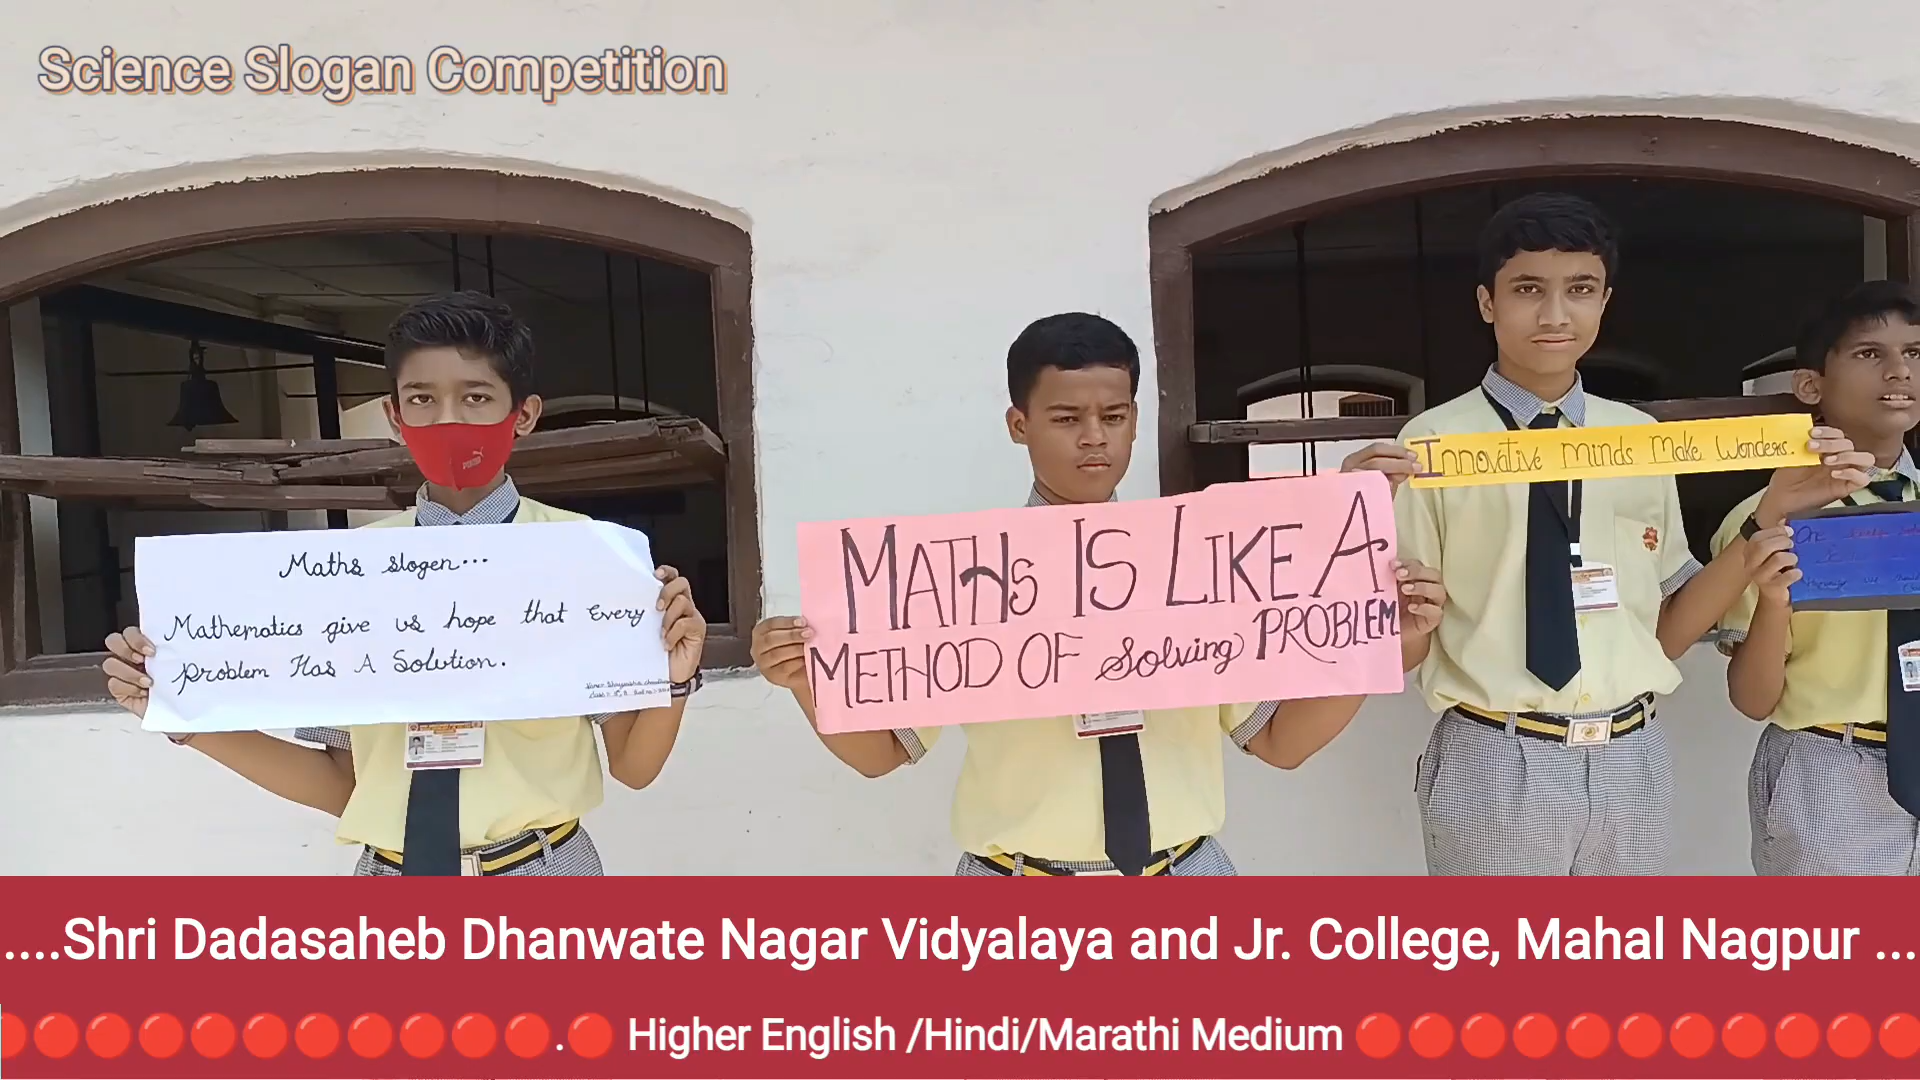 Science Slogan Competition
Maths slogen...
Mathematics give us hope that Every
problem Has A Solution.
MATHs IS LIKE A
METHOD OF Solving PROBLEM
Innovative Minds Make Wonders.
PUMA
One
....Shri Dadasaheb Dhanwate Nagar Vidyalaya and Jr. College, Mahal Nagpur ...
. Higher English /Hindi/Marathi Medium